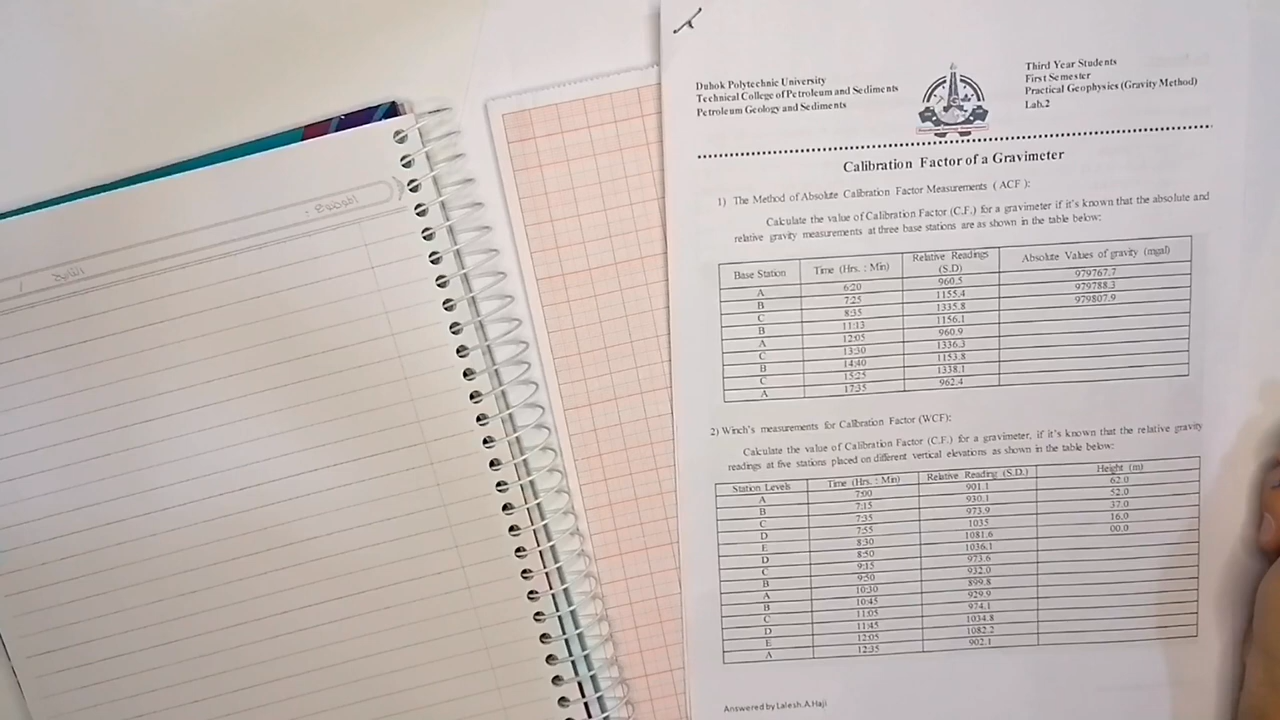 الموضوع :
التاريخ / 
Duhok Polytechnic University
Technical College of Petroleum and Sediments
Petroleum Geology and Sediments
Third Year Students
First Semester
Practical Geophysics (Gravity Method)
Lab.2
Calibration Factor of a Gravimeter
1) The Method of Absolute Calibration Factor Measurements ( ACF ):
Calculate the value of Calibration Factor (C.F.) for a gravimeter if it's known that the absolute and
relative gravity measurements at three base stations are as shown in the table below:
Base Station Time (Hrs. : Min) Relative Readings (S.D) Absolute Values of gravity (mgal)
A 6:20 960.5 979767.7
B 7:25 1155.4 979788.3
C 8:35 1335.8 979807.9
B 11:13 1156.1
A 12:05 960.9
C 13:30 1336.3
B 14:40 1153.8
C 15:25 1338.1
A 17:35 962.4
2) Winch's measurements for Calibration Factor (WCF):
Calculate the value of Calibration Factor (C.F.) for a gravimeter, if it's known that the relative gravity
readings at five stations placed on different vertical elevations as shown in the table below:
Station Levels Time (Hrs. : Min) Relative Reading (S.D.) Height (m)
A 7:00 901.1 62.0
B 7:15 930.1 52.0
C 7:35 973.9 37.0
D 7:55 1035 16.0
E 8:30 1081.6 00.0
D 8:50 1036.1
C 9:15 973.6
B 9:50 932.0
A 10:30 899.8
B 10:45 929.9
C 11:05 974.1
D 11:45 1034.8
E 12:05 1082.2
A 12:35 902.1
Answered by Lalesh.A.Haji